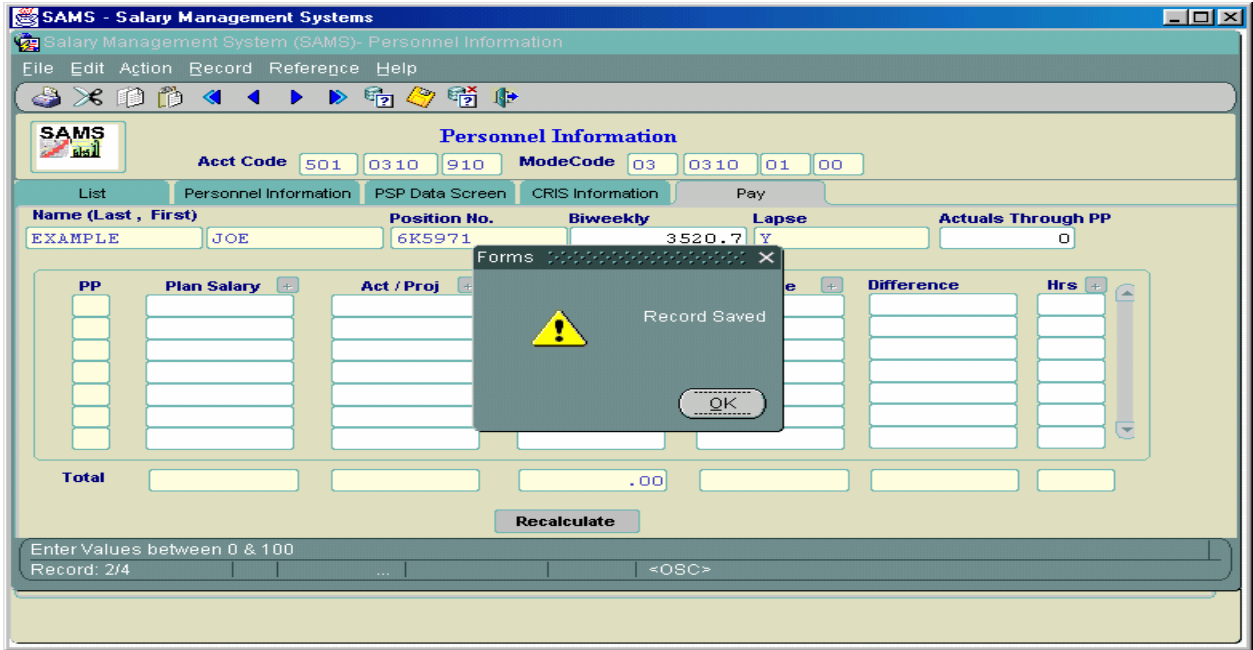 SAMS - Salary Management Systems
Salary Management System (SAMS)- Personnel Information
File Edit Action Record Reference Help
SAMS
Personnel Information
Acct Code 501 0310 910 ModeCode 03 0310 01 00
List Personnel Information PSP Data Screen CRIS Information Pay
Name (Last , First) Position No. Biweekly Lapse Actuals Through PP
EXAMPLE JOE 6K5971 3520.7 Y 0
Forms
PP Plan Salary + Act / Proj + e + Difference Hrs +
Record Saved
OK
Total .00
Recalculate
Enter Values between 0 & 100
Record: 2/4 ... <OSC>